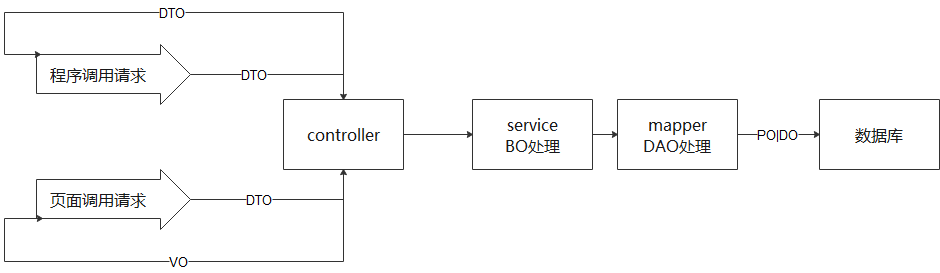 DTO
程序调用请求
DTO
controller
service
BO处理
mapper
DAO处理
PO|DO
数据库
页面调用请求
DTO
VO